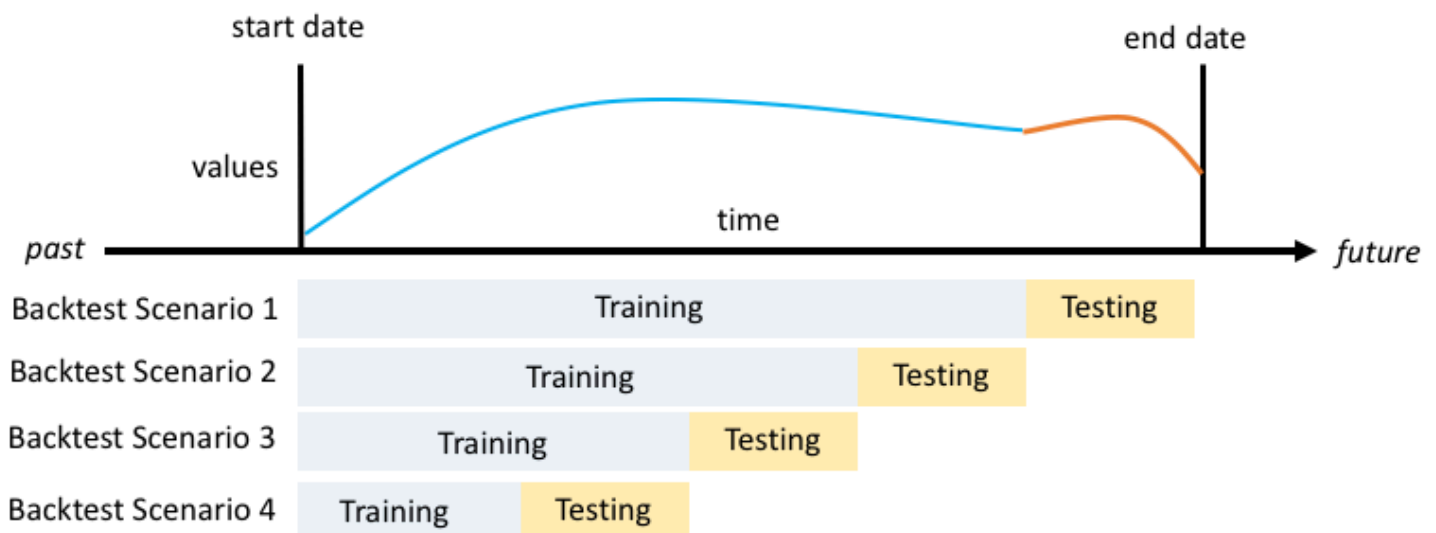 start date
end date
values
time
past
future
Backtest Scenario 1
Training
Testing
Backtest Scenario 2
Training
Testing
Backtest Scenario 3
Training
Testing
Backtest Scenario 4
Training
Testing